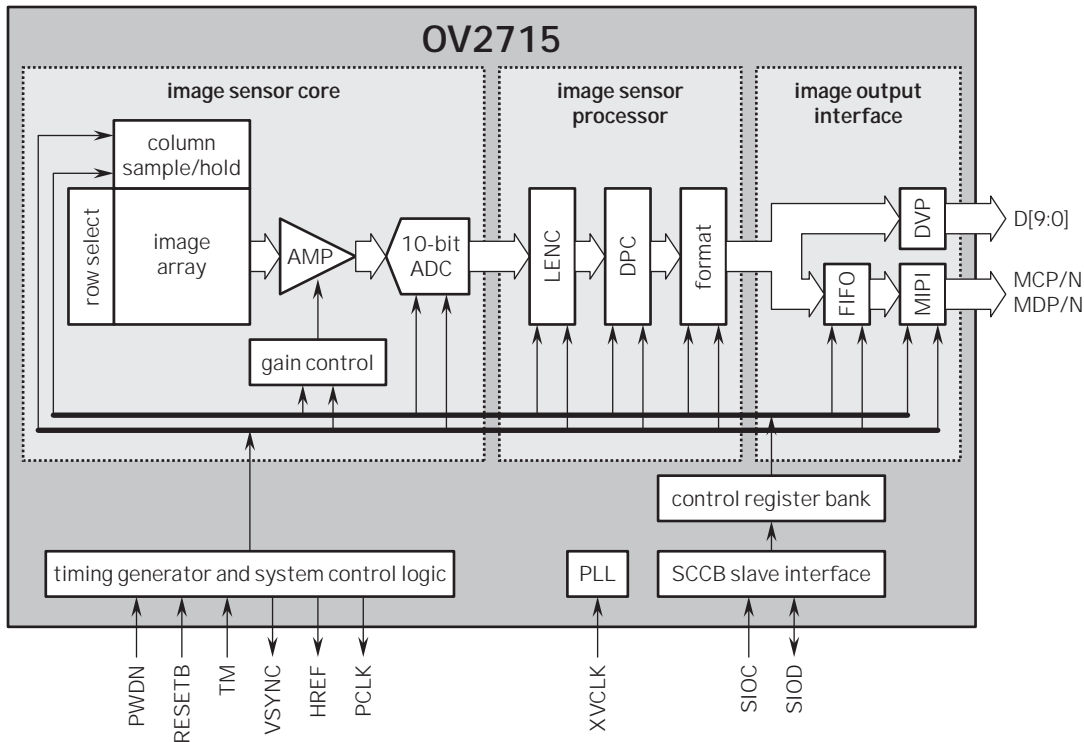 OV2715
image sensor core
image sensor
processor
image output
interface
column
sample/hold
row select
image
array
AMP
10-bit
ADC
gain control
LENC
DPC
format
DVP
FIFO
MIPI
D[9:0]
MCP/N
MDP/N
control register bank
timing generator and system control logic
PLL
SCCB slave interface
PWDN
RESETB
TM
VSYNC
HREF
PCLK
XVCLK
SIOC
SIOD